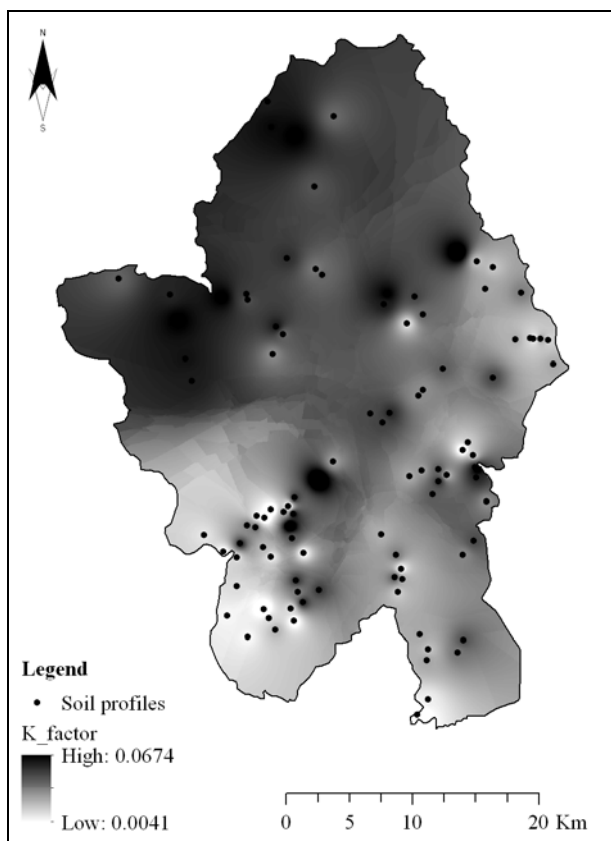 N
S
Legend
Soil profiles
K_factor
High: 0.0674
Low: 0.0041
0 5 10 20 Km